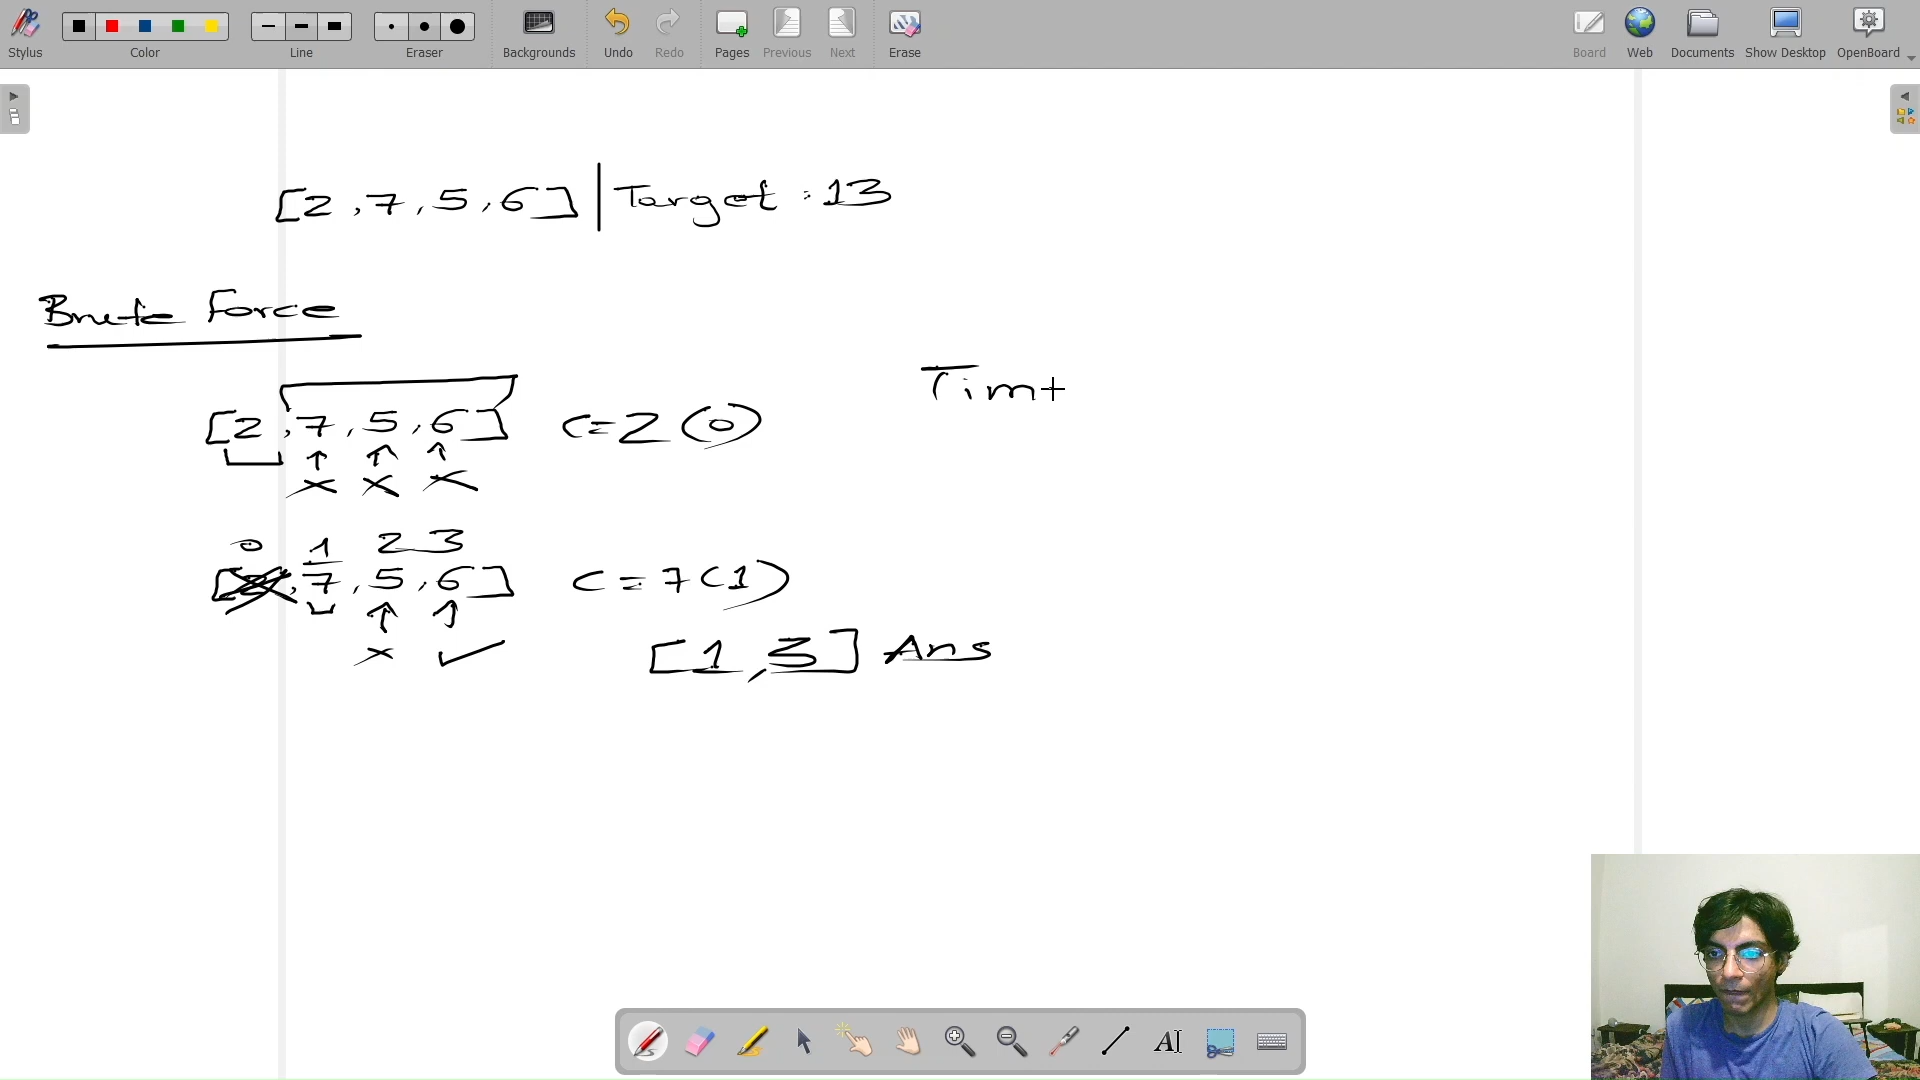 Stylus Color Line Eraser Backgrounds Undo Redo Pages Previous Next Erase Board Web Documents Show Desktop OpenBoard
[2,7,5,6] | Target : 13
Brute Force
[2,7,5,6] C=2(0)
Tim
0 1 2 3
[2,7,5,6] C=7(1)
[1,3] Ans